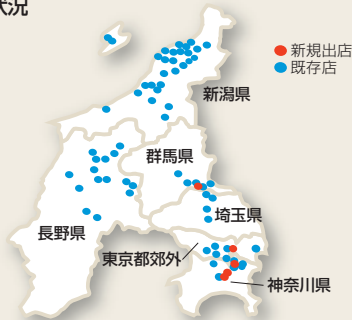 状況
新規出店
既存店
新潟県
群馬県
埼玉県
長野県
東京都郊外
神奈川県